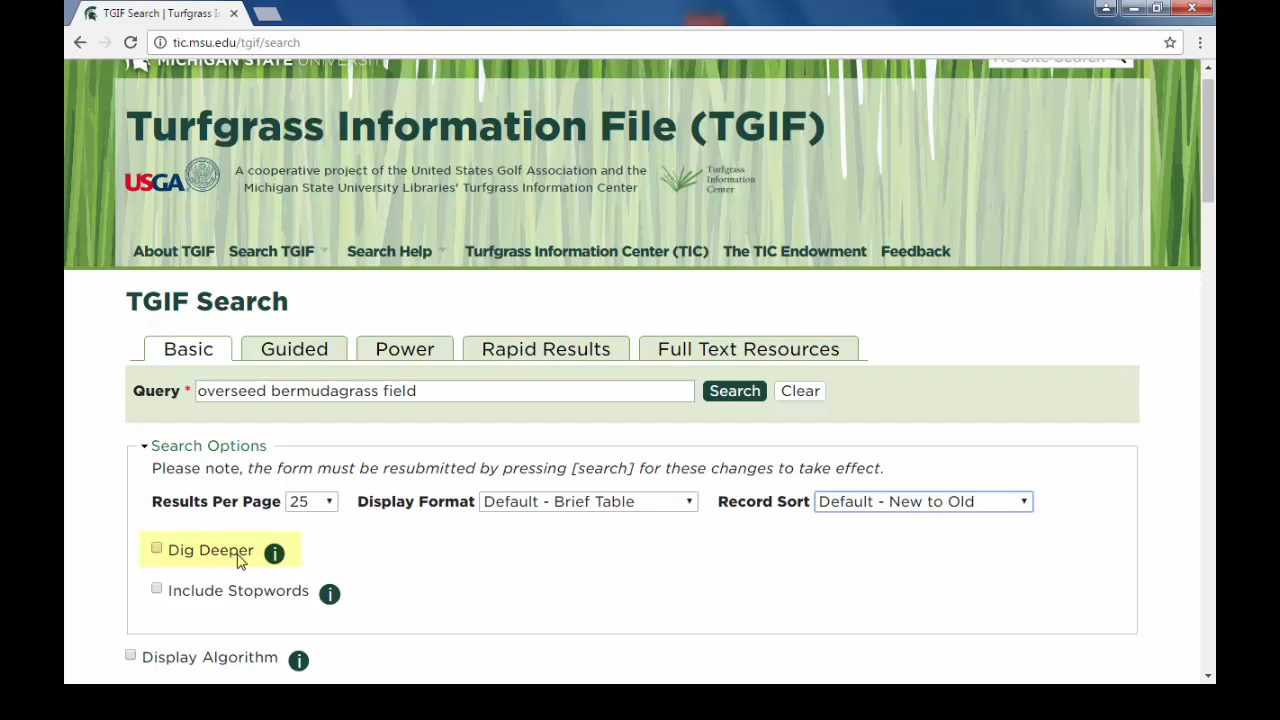 TGIF Search | Turfgrass I
tic.msu.edu/tgif/search
MICHIGAN STATE UNIVERSITY
TIC Site Search
Turfgrass Information File (TGIF)
USGA
A cooperative project of the United States Golf Association and the
Michigan State University Libraries' Turfgrass Information Center
Turfgrass
Information
Center
About TGIF Search TGIF Search Help Turfgrass Information Center (TIC) The TIC Endowment Feedback
TGIF Search
Basic Guided Power Rapid Results Full Text Resources
Query * overseed bermudagrass field Search Clear
Search Options
Please note, the form must be resubmitted by pressing [search] for these changes to take effect.
Results Per Page 25 Display Format Default - Brief Table Record Sort Default - New to Old
Dig Deeper i
Include Stopwords i
Display Algorithm i